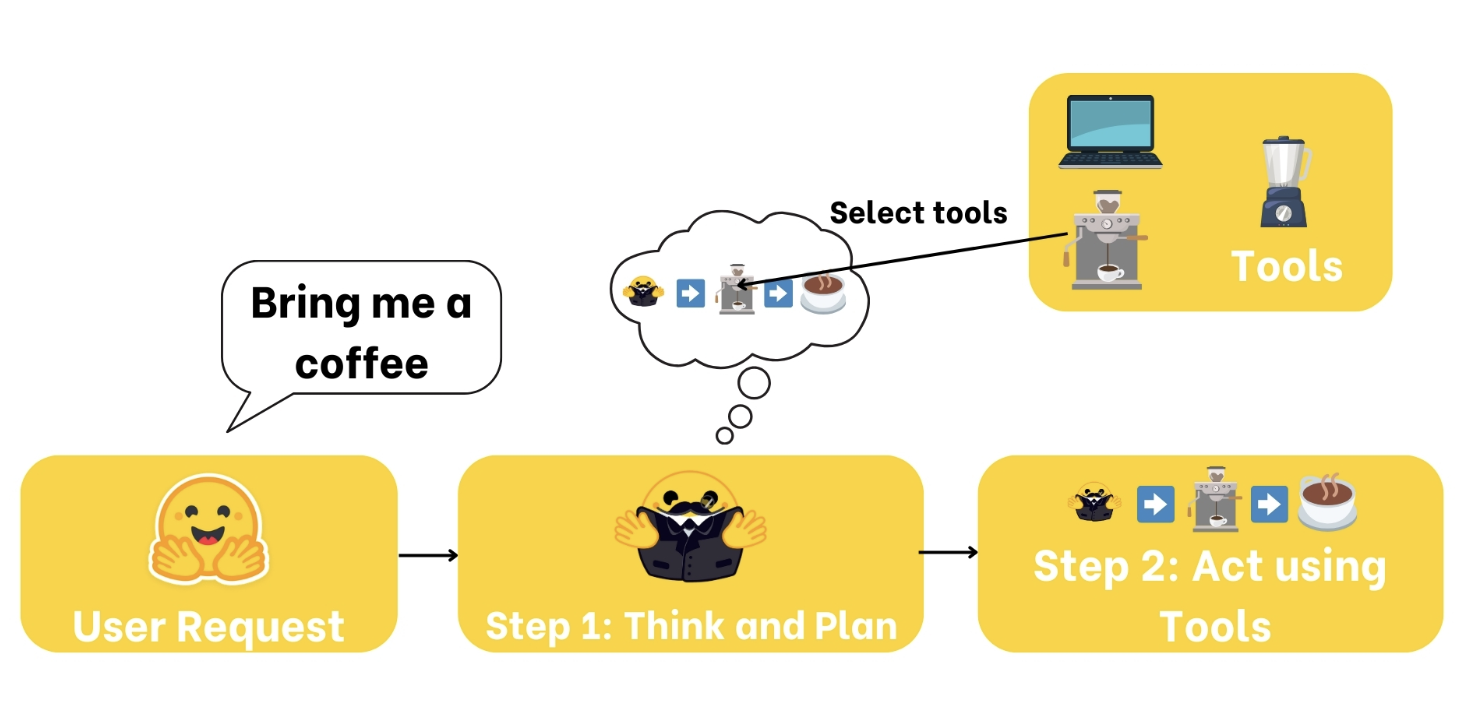 Select tools
Tools
Bring me a
coffee
User Request
Step 1: Think and Plan
Step 2: Act using
Tools